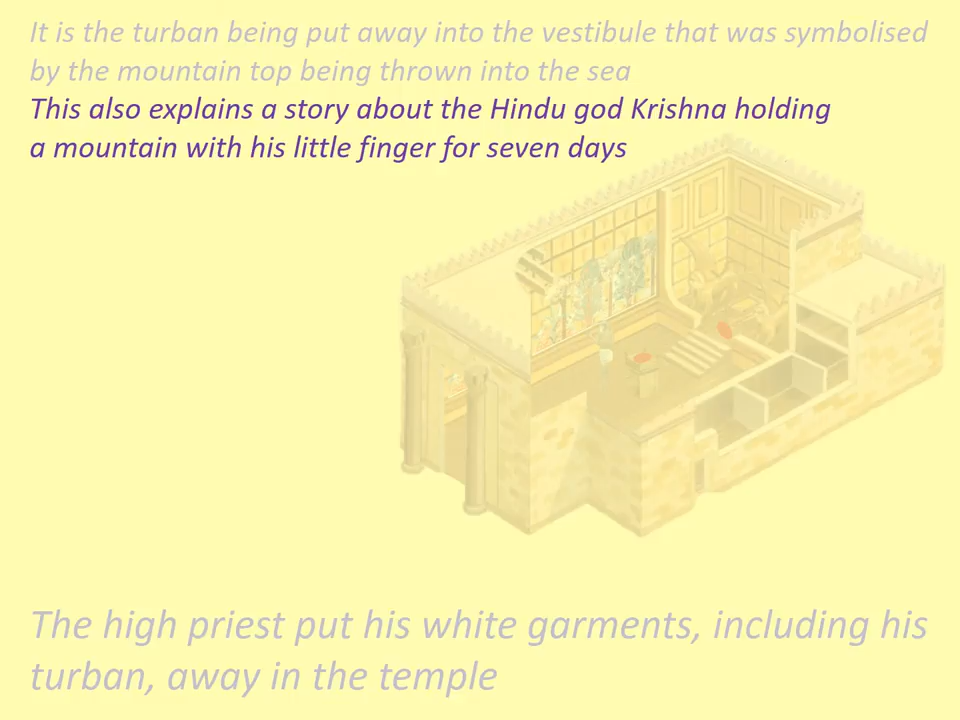 It is the turban being put away into the vestibule that was symbolised
by the mountain top being thrown into the sea
This also explains a story about the Hindu god Krishna holding
a mountain with his little finger for seven days
The high priest put his white garments, including his
turban, away in the temple